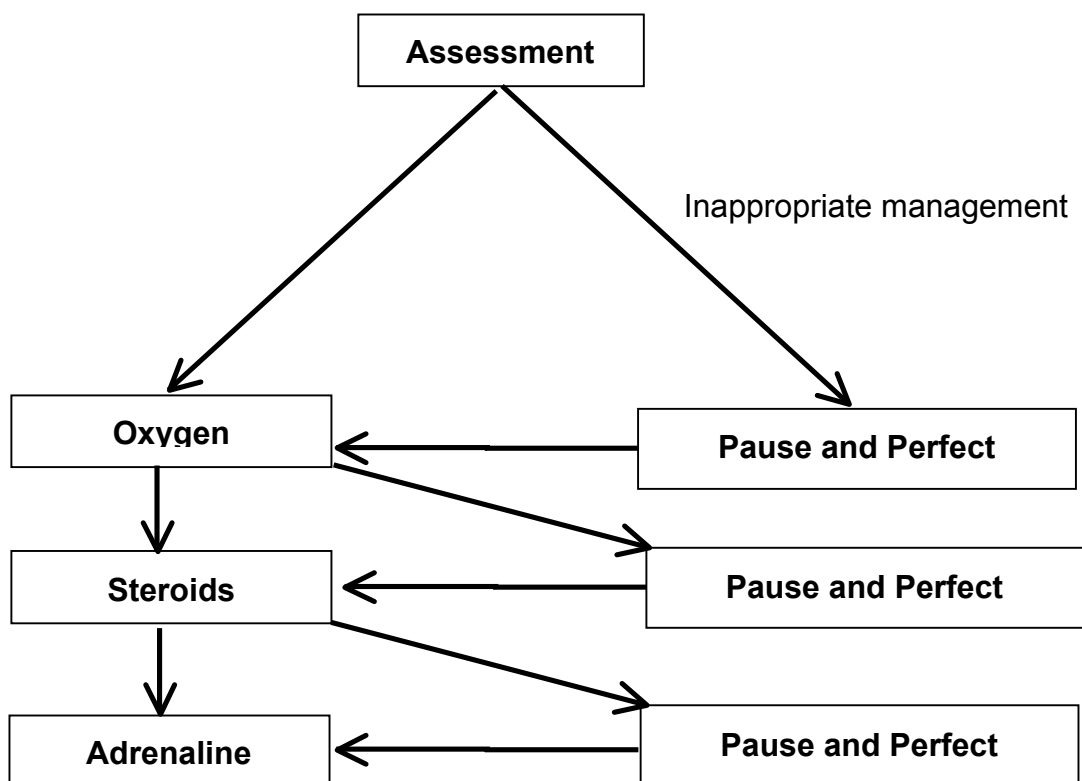 Assessment
Inappropriate management
Oxygen
Pause and Perfect
Steroids
Pause and Perfect
Adrenaline
Pause and Perfect